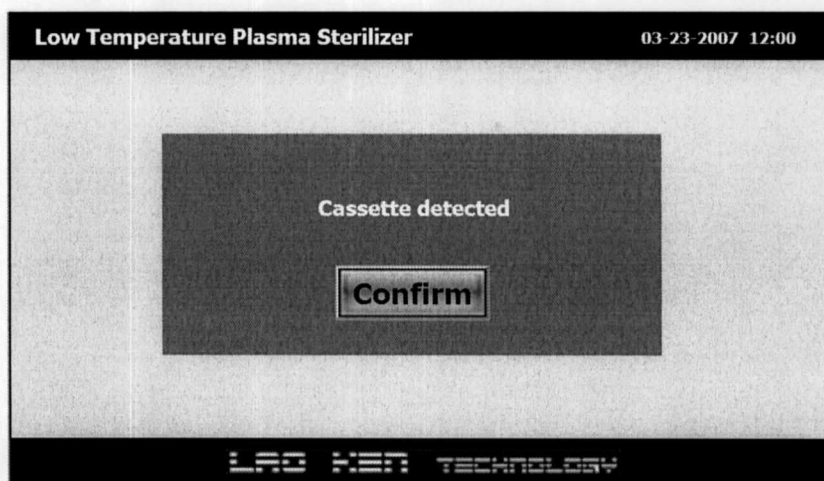 Low Temperature Plasma Sterilizer 03-23-2007 12:00
Cassette detected
Confirm
LAO KEN TECHNOLOGY